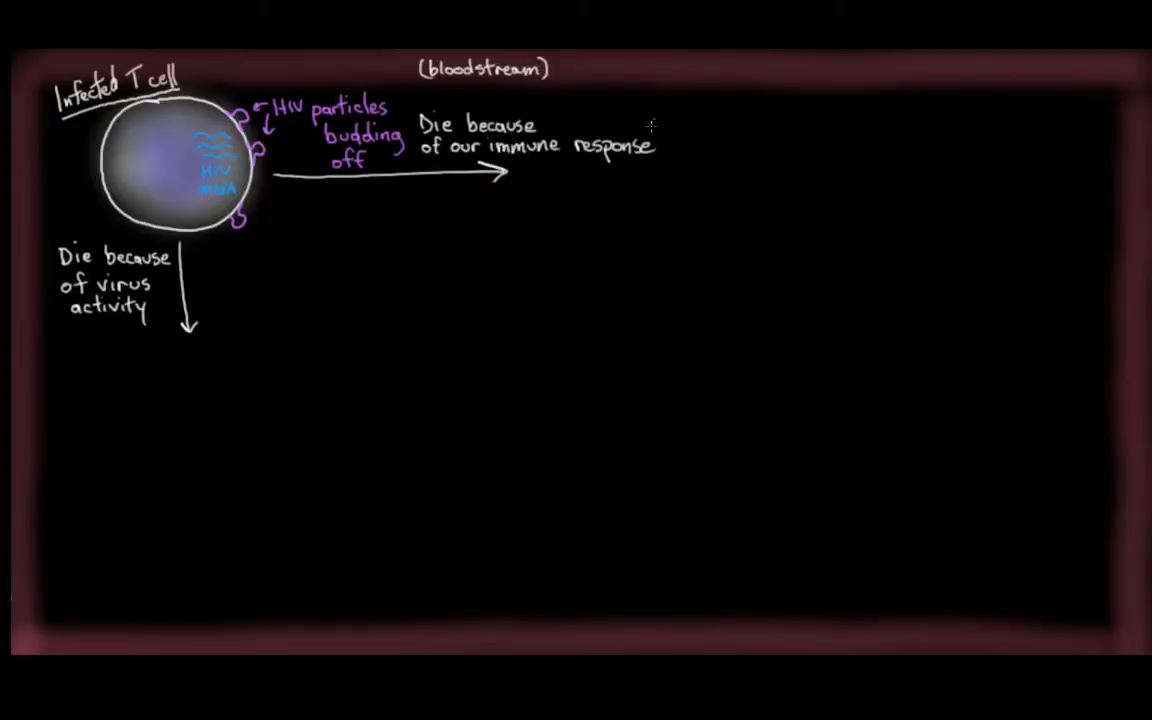 (bloodstream)
Infected T cell
HIV particles
budding
off
Die because
of our immune response
HIV
Die because
of virus
activity